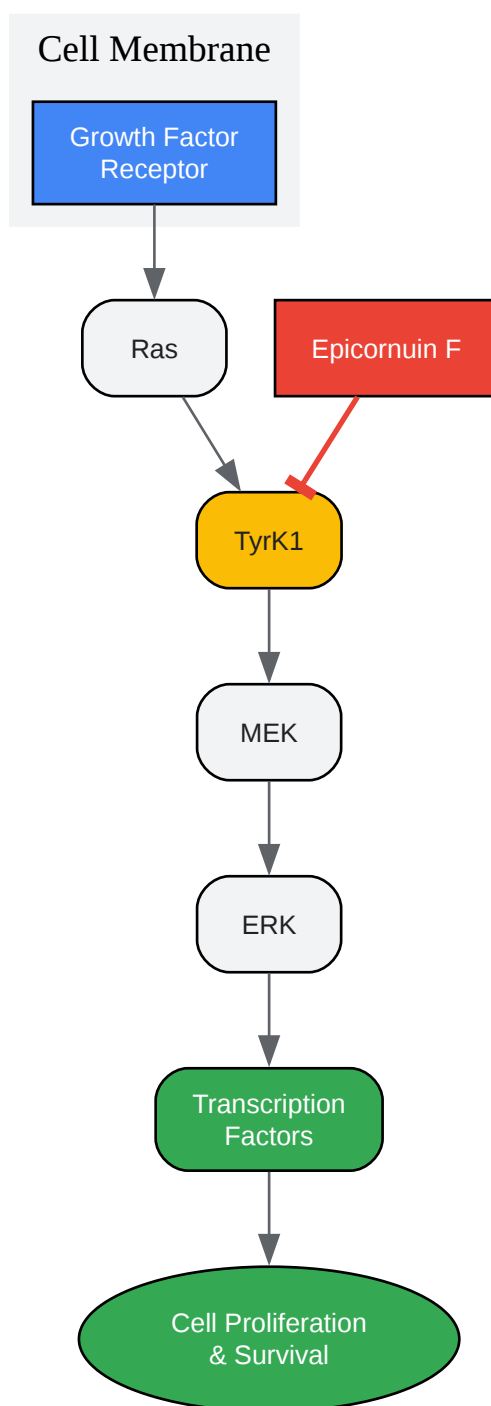 Cell Membrane
Growth Factor
Receptor
Ras
Epicornuin F
TyrK1
MEK
ERK
Transcription
Factors
Cell Proliferation
& Survival